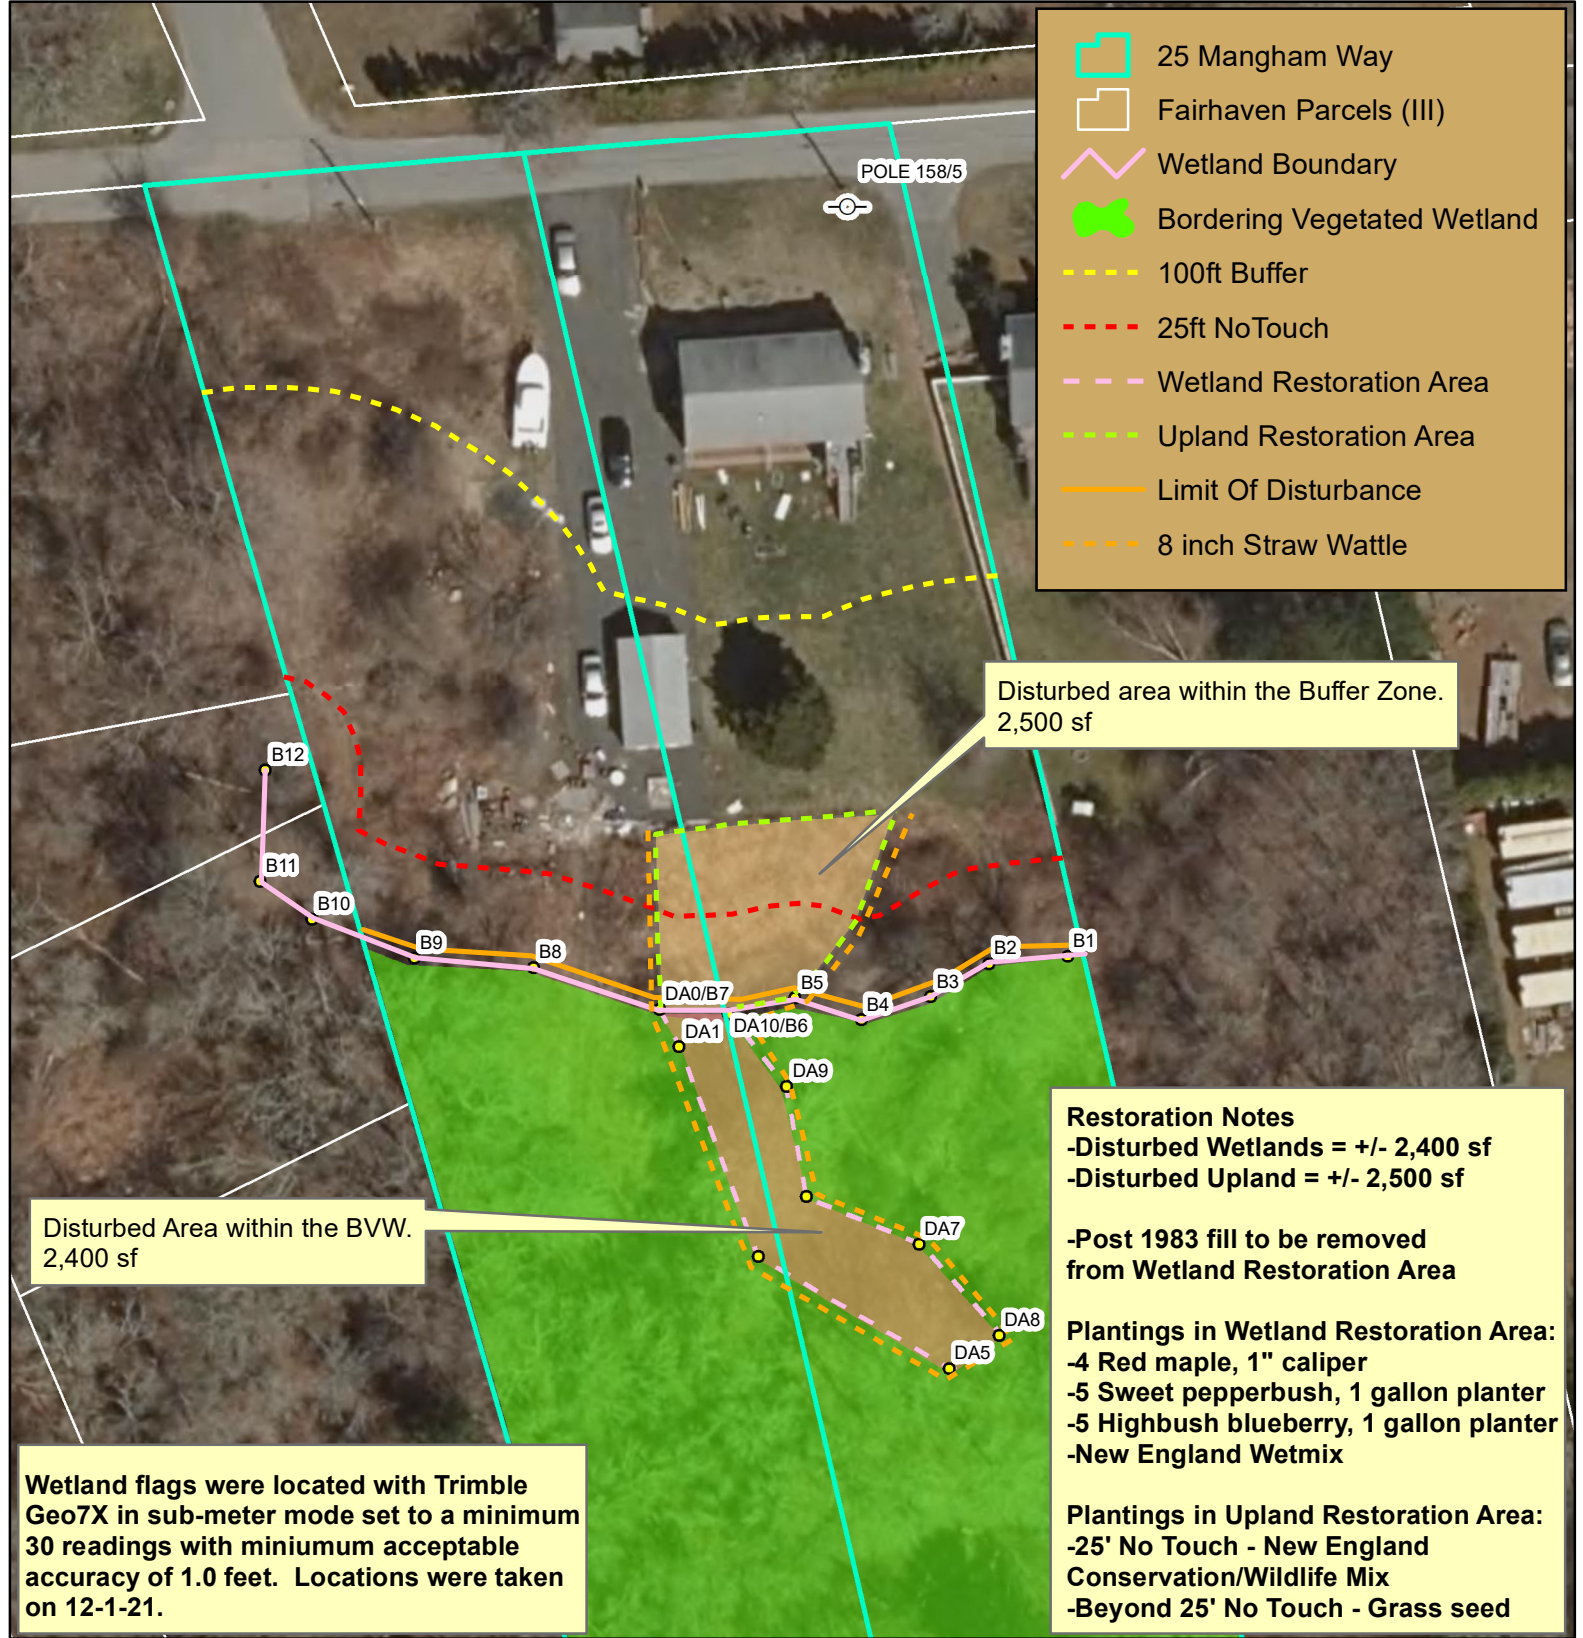 25 Mangham Way
Fairhaven Parcels (III)
Wetland Boundary
Bordering Vegetated Wetland
100ft Buffer
25ft NoTouch
Wetland Restoration Area
Upland Restoration Area
Limit Of Disturbance
8 inch Straw Wattle
POLE 158/5
Disturbed area within the Buffer Zone.
2,500 sf
B12
B11
B10
B9
B8
DA0/B7
DA10/B6
B5
B4
B3
B2
B1
DA1
DA9
DA7
DA8
DA5
Disturbed Area within the BVW.
2,400 sf
Restoration Notes
-Disturbed Wetlands = +/- 2,400 sf
-Disturbed Upland = +/- 2,500 sf
-Post 1983 fill to be removed
from Wetland Restoration Area
Plantings in Wetland Restoration Area:
-4 Red maple, 1" caliper
-5 Sweet pepperbush, 1 gallon planter
-5 Highbush blueberry, 1 gallon planter
-New England Wetmix
Plantings in Upland Restoration Area:
-25' No Touch - New England
Conservation/Wildlife Mix
-Beyond 25' No Touch - Grass seed
Wetland flags were located with Trimble
Geo7X in sub-meter mode set to a minimum
30 readings with miniumum acceptable
accuracy of 1.0 feet.  Locations were taken
on 12-1-21.